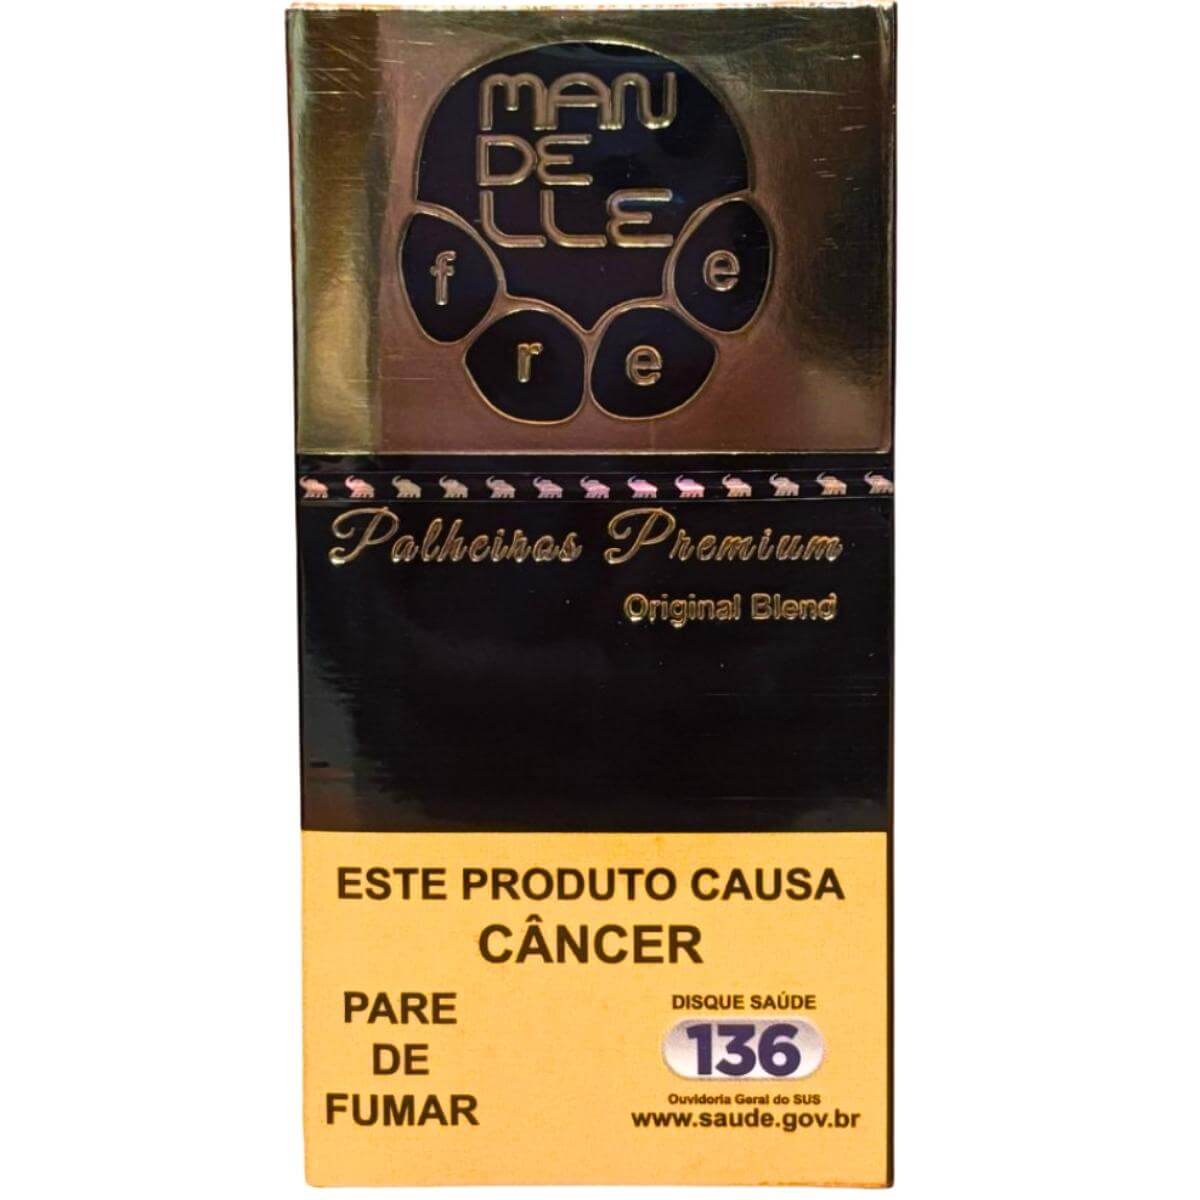 MAN
DE
LLE
free
Palheiros Premium
Original Blend
ESTE PRODUTO CAUSA
CÂNCER
PARE
DE
FUMAR
DISQUE SAÚDE
136
Ouvidoria Geral do SUS
www.saude.gov.br